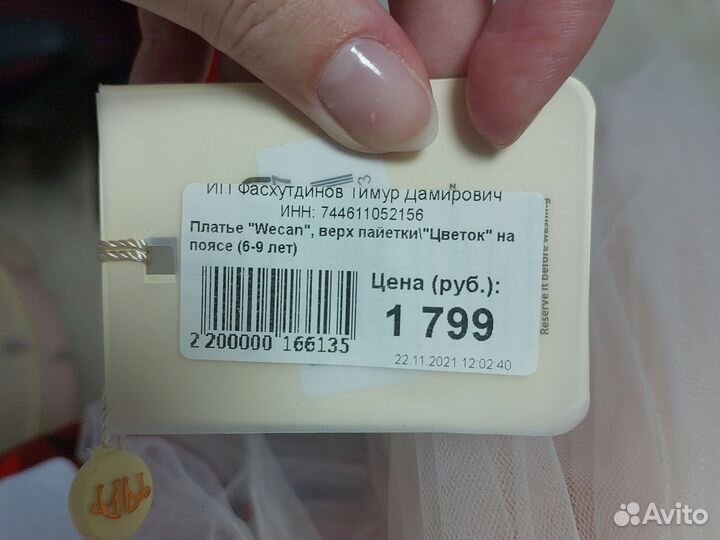 ИП Фасхутдинов Тимур Дамирович
ИНН: 744611052156
Платье "Wecan", верх пайетки\"Цветок" на
поясе (6-9 лет)
Цена (руб.):
1 799
2 200000 166135
22.11.2021 12:02:40
Reserve it before washing
Avito